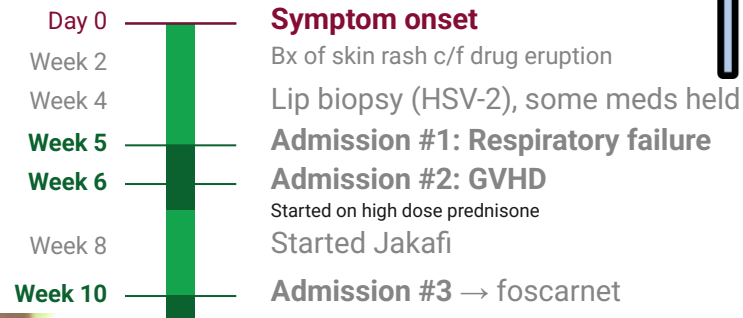 Day 0 Symptom onset
Week 2 Bx of skin rash c/f drug eruption
Week 4 Lip biopsy (HSV-2), some meds held
Week 5 Admission #1: Respiratory failure
Week 6 Admission #2: GVHD
Started on high dose prednisone
Week 8 Started Jakafi
Week 10 Admission #3 → foscarnet